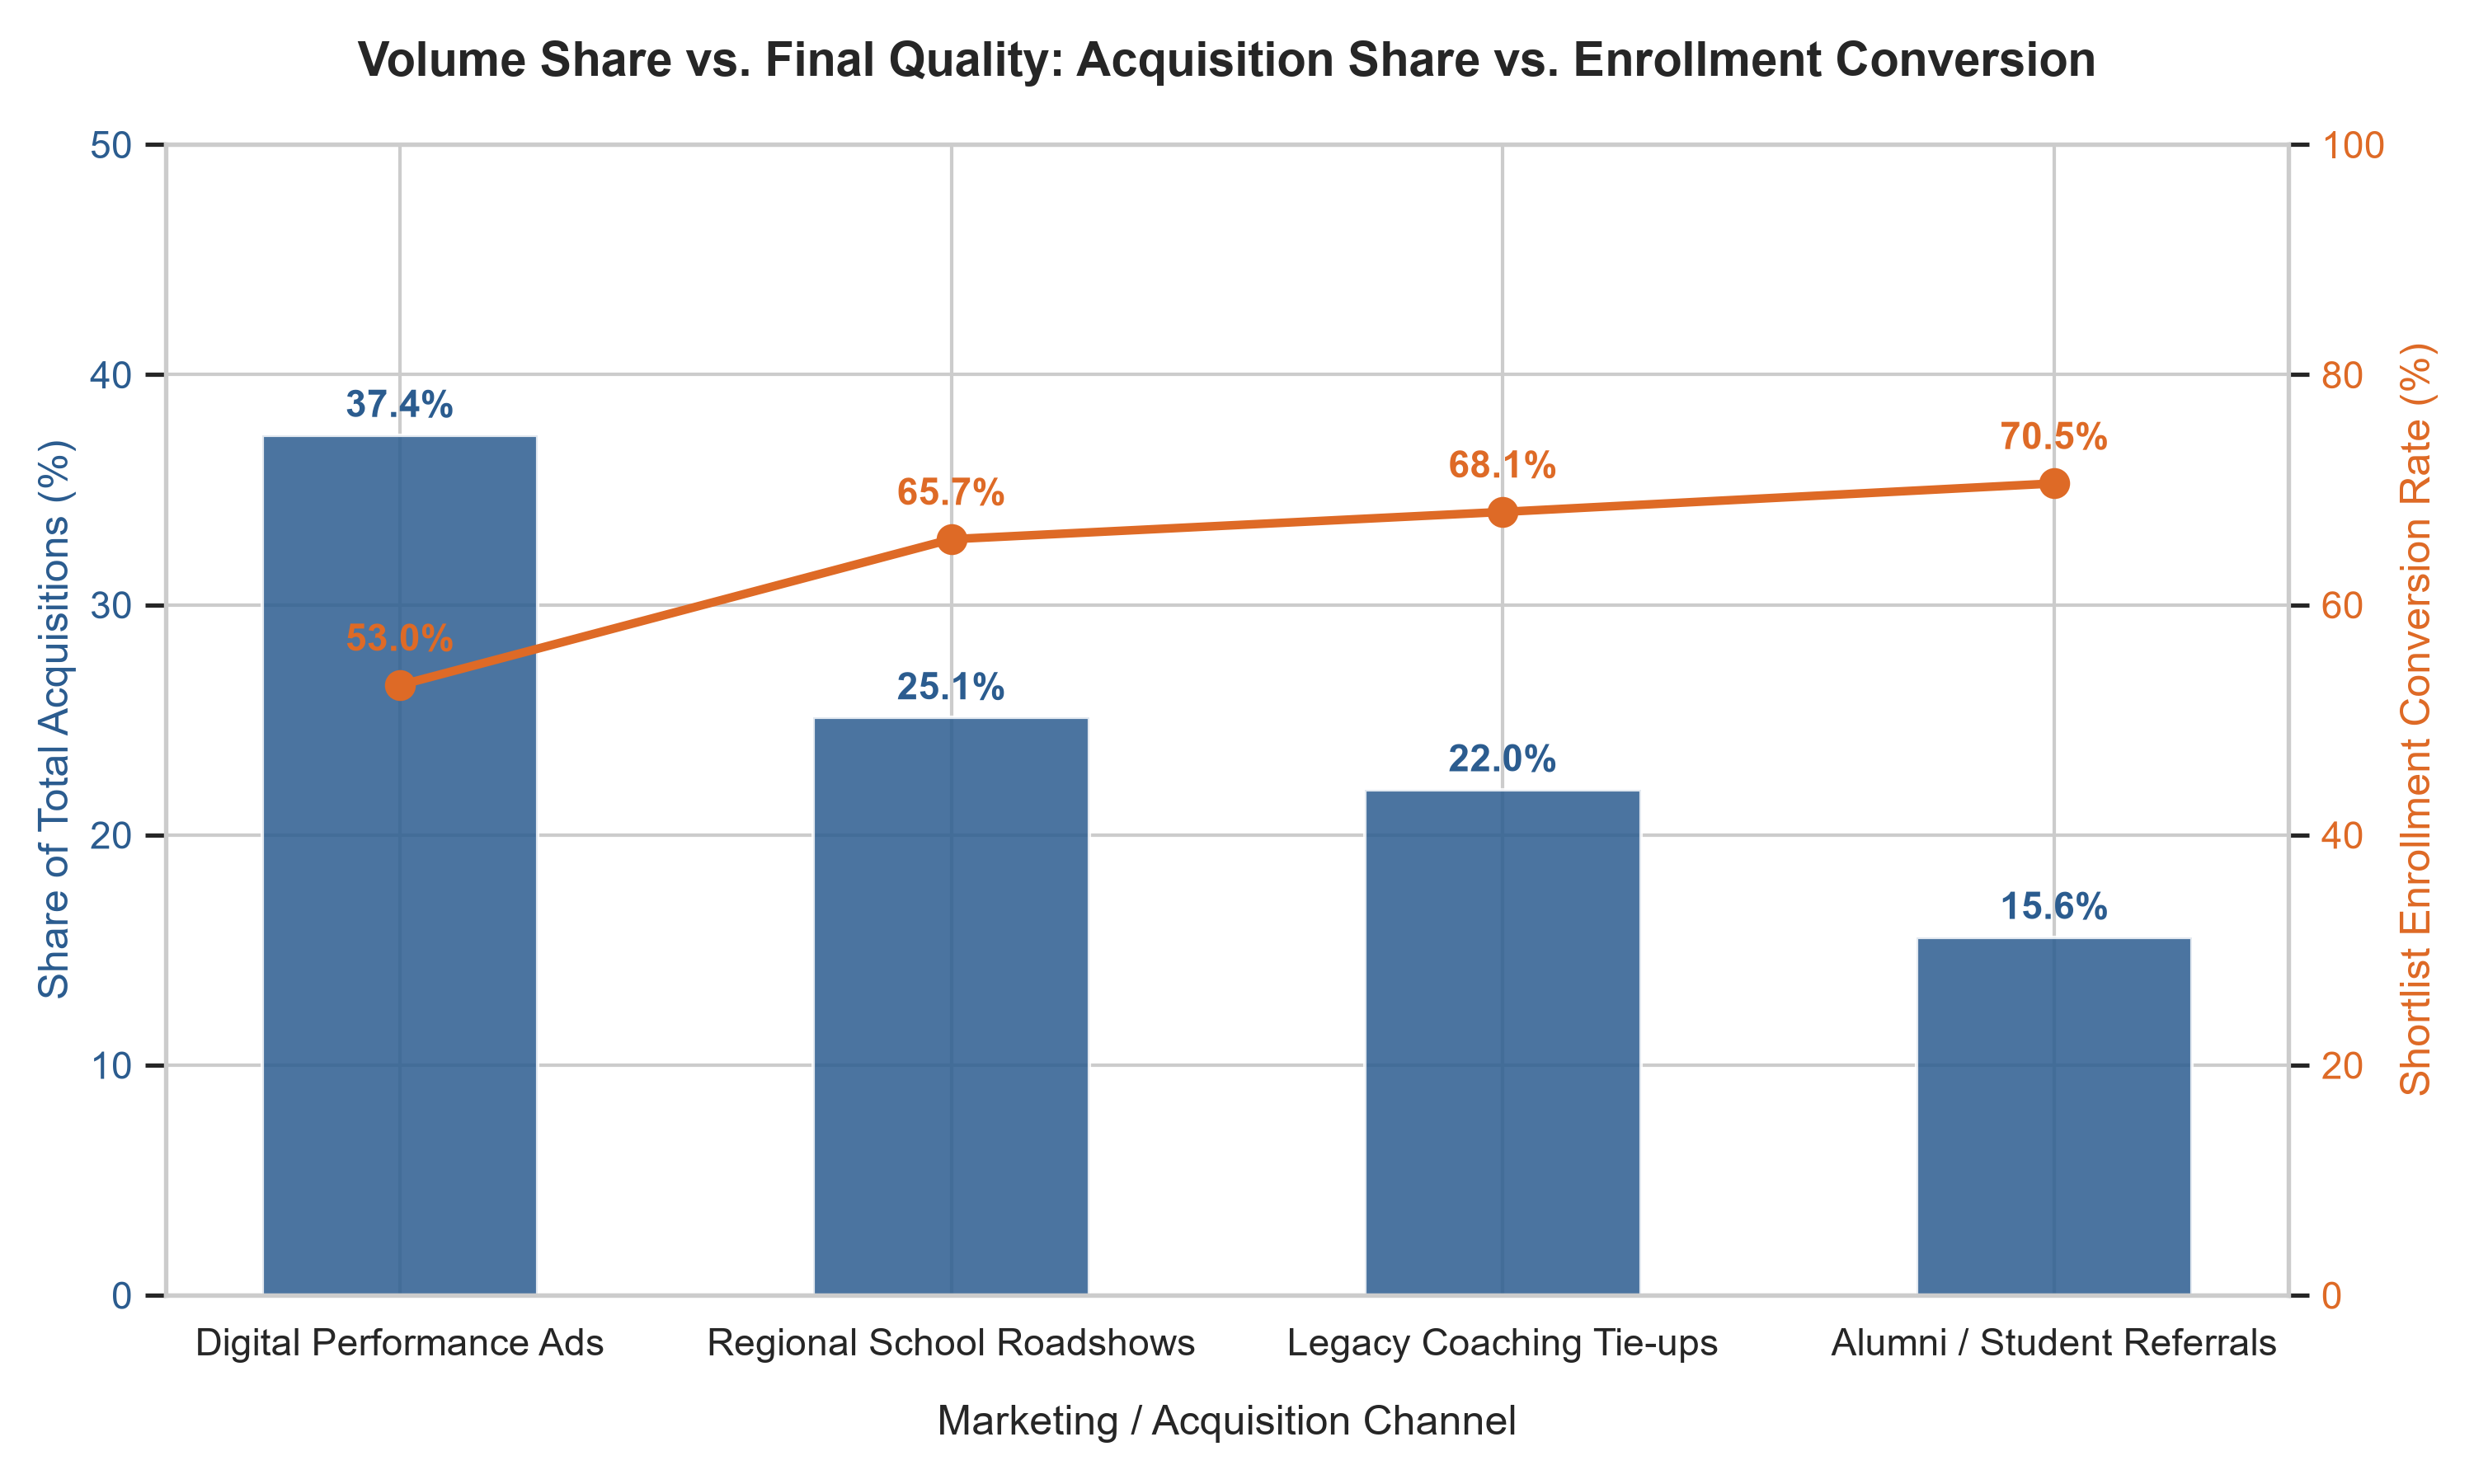 Volume Share vs. Final Quality: Acquisition Share vs. Enrollment Conversion
Share of Total Acquisitions (%)
50
40
30
20
10
0
37.4%
25.1%
22.0%
15.6%
53.0%
65.7%
68.1%
70.5%
100
80
60
40
20
0
Shortlist Enrollment Conversion Rate (%)
Digital Performance Ads
Regional School Roadshows
Legacy Coaching Tie-ups
Alumni / Student Referrals
Marketing / Acquisition Channel